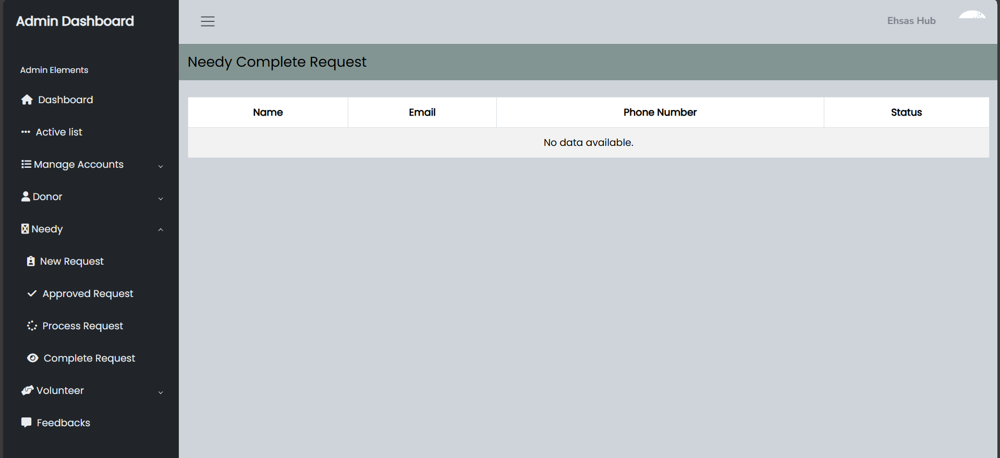 Admin Dashboard
Ehsas Hub
Admin Elements
Dashboard
Active list
Manage Accounts
Donor
Needy
New Request
Approved Request
Process Request
Complete Request
Volunteer
Feedbacks
Needy Complete Request
Name Email Phone Number Status
No data available.